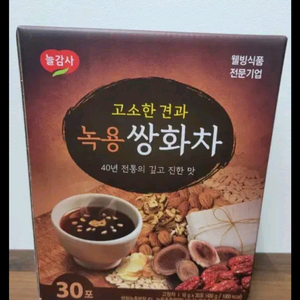 늘감사
웰빙식품
전문기업
고소한 견과
녹용쌍화차
40년 전통의 깊고 진한 맛
30포